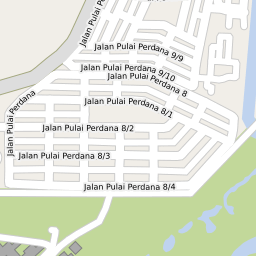 Jalan Pulai Pe
Jalan Pulai Perdana 9/9
Jalan Pulai Perdana 9/10
Jalan Pulai Perdana 8
Jalan Pulai Perdana
Jalan Pulai Perdana 8/1
Jalan Pulai Perdana 8/2
Jalan Pulai Perdana 8/3
Jalan Pulai Perdana 8/4